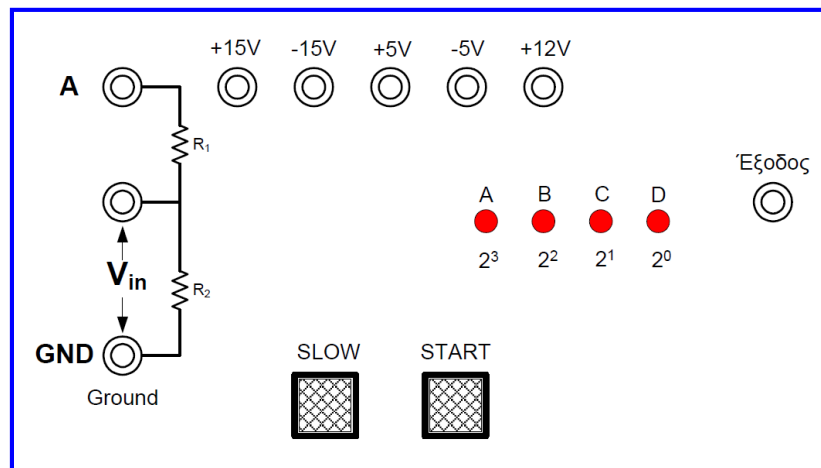 +15V -15V +5V -5V +12V
A
R₁
Έξοδος
A B C D
2³ 2² 2¹ 2⁰
Vin
R₂
GND
Ground
SLOW START